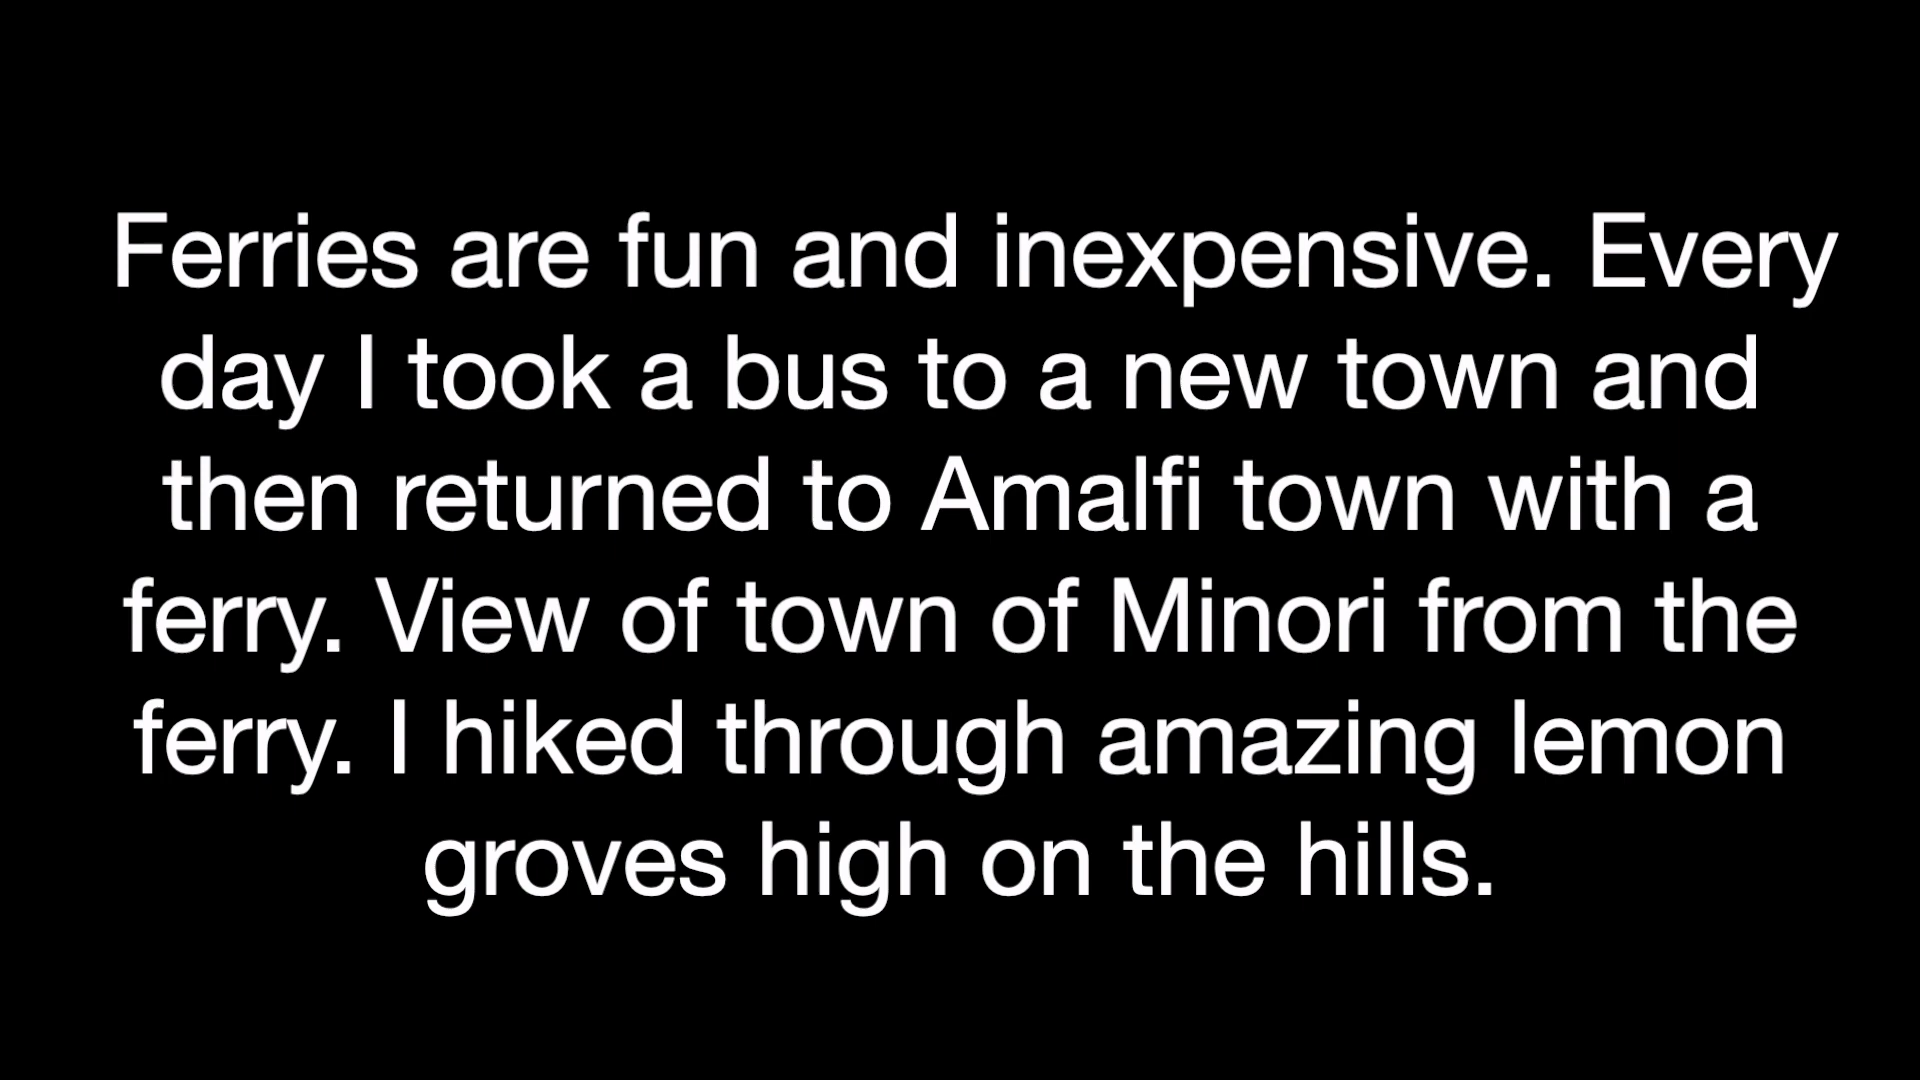 Ferries are fun and inexpensive. Every
day I took a bus to a new town and
then returned to Amalfi town with a
ferry. View of town of Minori from the
ferry. I hiked through amazing lemon
groves high on the hills.